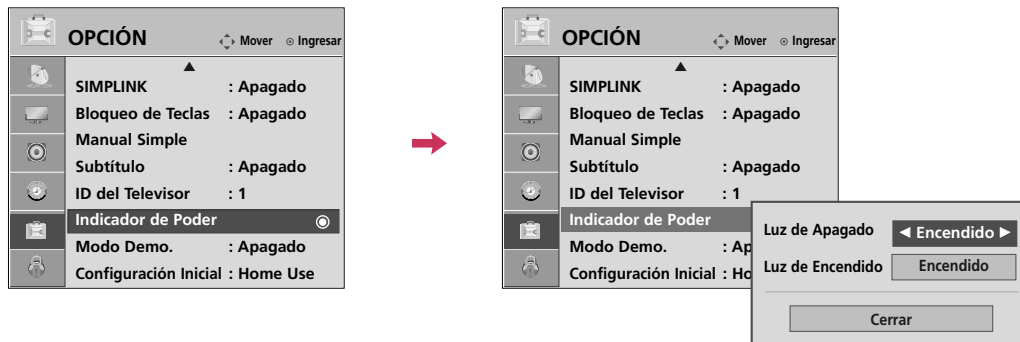 OPCIÓN Mover Ingresar
SIMPLINK : Apagado
Bloqueo de Teclas : Apagado
Manual Simple
Subtítulo : Apagado
ID del Televisor : 1
Indicador de Poder
Modo Demo. : Apagado
Configuración Inicial : Home Use
OPCIÓN Mover Ingresar
SIMPLINK : Apagado
Bloqueo de Teclas : Apagado
Manual Simple
Subtítulo : Apagado
ID del Televisor : 1
Indicador de Poder
Modo Demo. : Ap
Configuración Inicial : Ho
Luz de Apagado ◀ Encendido ▶
Luz de Encendido Encendido
Cerrar